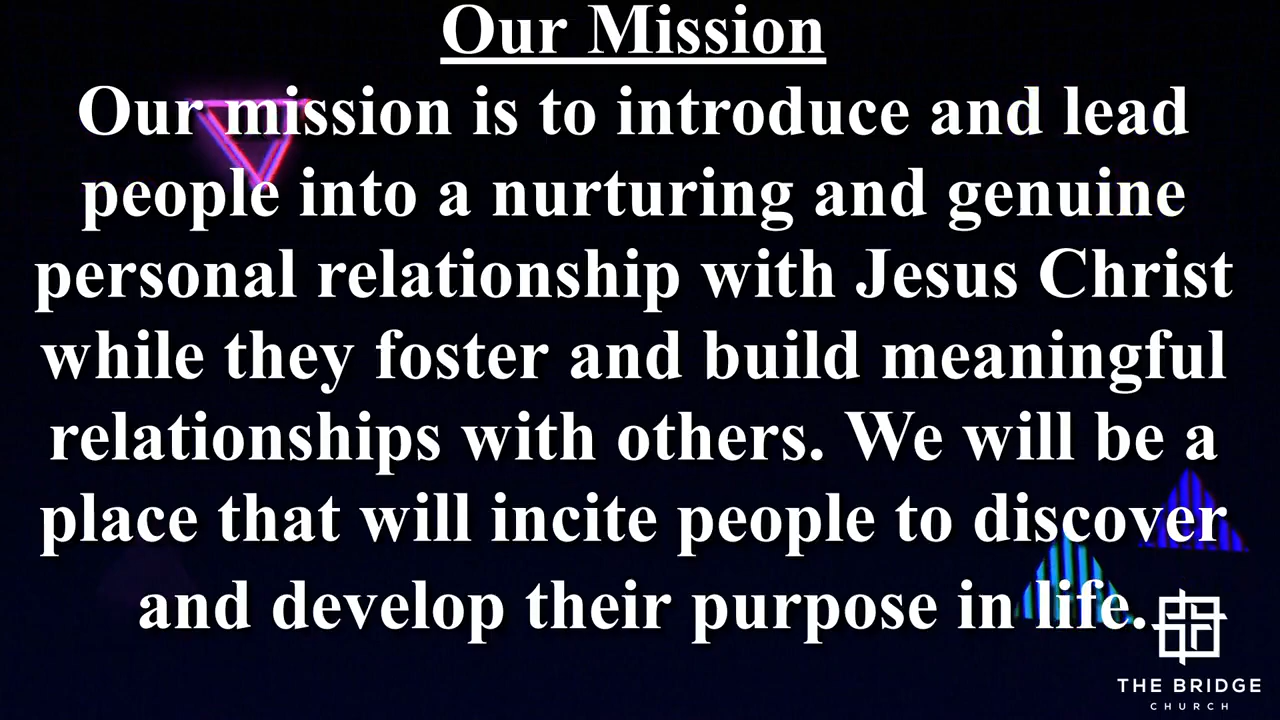 Our Mission
Our mission is to introduce and lead
people into a nurturing and genuine
personal relationship with Jesus Christ
while they foster and build meaningful
relationships with others. We will be a
place that will incite people to discover
and develop their purpose in life.
THE BRIDGE
CHURCH